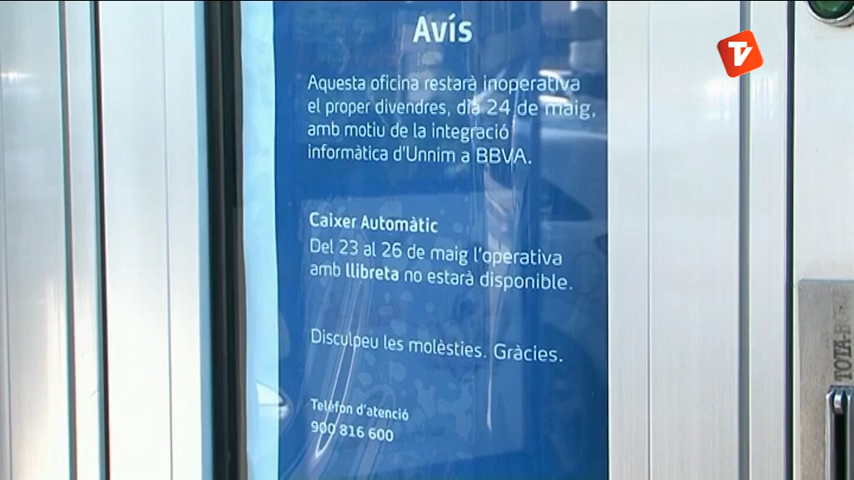 Avís
Aquesta oficina restarà inoperativa
el proper divendres, dia 24 de maig,
amb motiu de la integració
informàtica d'Unnim a BBVA.
Caixer Automàtic
Del 23 al 26 de maig l'operativa
amb llibreta no estarà disponible.
Disculpeu les molèsties. Gràcies.
Telèfon d'atenció
900 816 600
TV